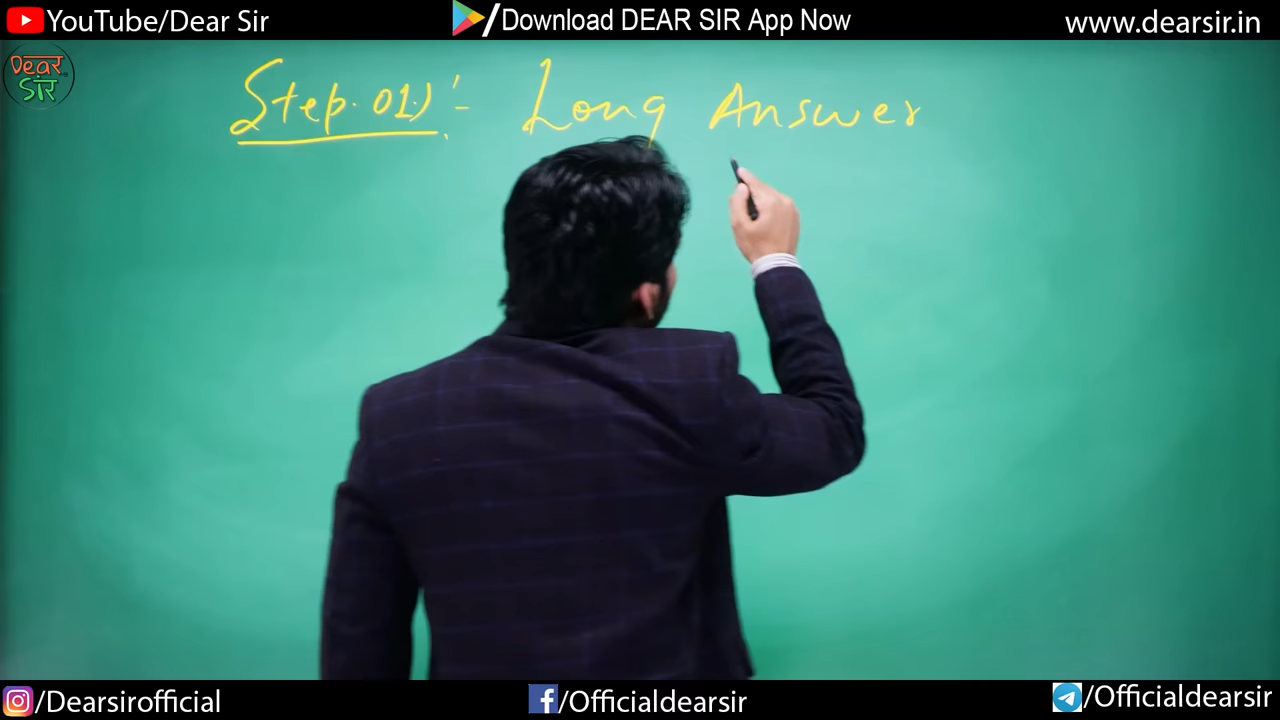 YouTube/Dear Sir
/Download DEAR SIR App Now
www.dearsir.in
Dear
Sir
Step. 01.) :- Long Answer
/Dearsirofficial
/Officialdearsir
/Officialdearsir